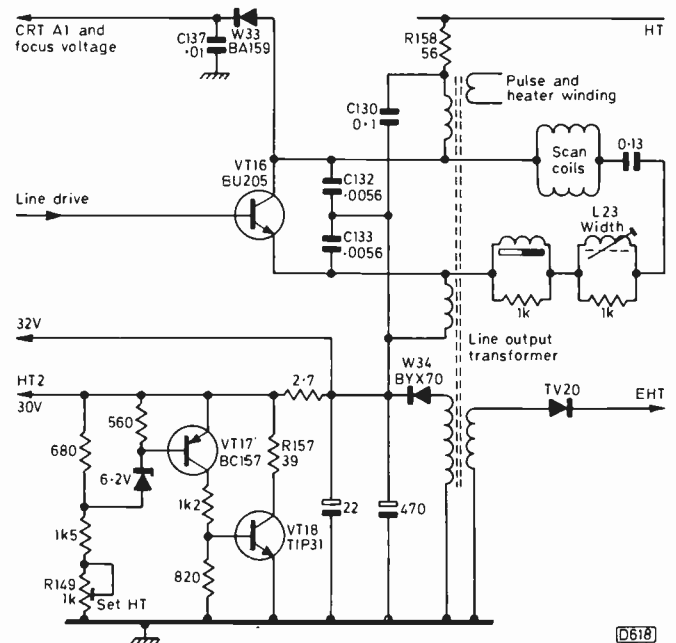 CRT A1 and
focus voltage
C137
·01
W33
BA159
HT
R158
56
Pulse and
heater winding
C130
0·1
Scan
coils
0·13
VT16
BU205
C132
·0056
Line drive
C133
·0056
L23
Width
1k
1k
32V
Line output
transformer
HT2
30V
2·7
W34
BYX70
TV20
EHT
560
680
VT17
BC157
R157
39
6·2V
1k2
22
470
1k5
VT18
TIP31
R149
1k
Set HT
820
D618